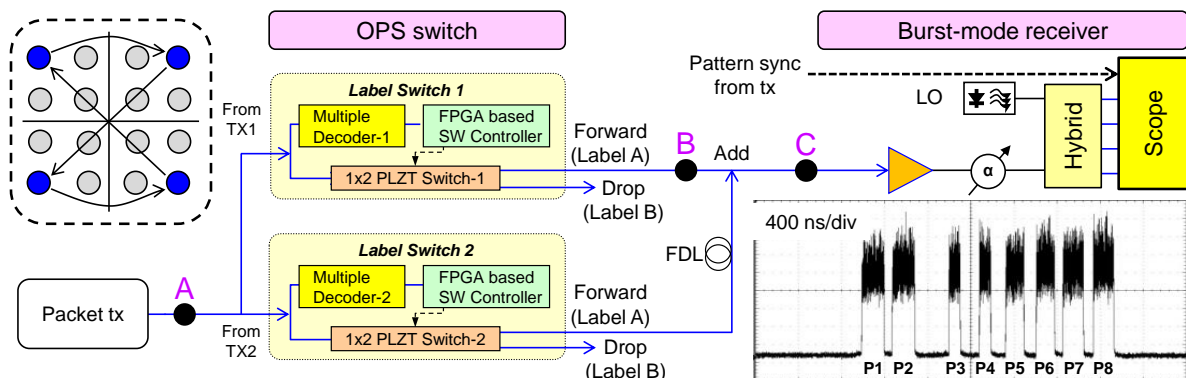 OPS switch
Burst-mode receiver
Label Switch 1
Multiple
Decoder-1
FPGA based
SW Controller
1x2 PLZT Switch-1
From
TX1
Forward
(Label A)
Drop
(Label B)
B
Add
C
Pattern sync
from tx
LO
α
Hybrid
Scope
Packet tx
A
From
TX2
Label Switch 2
Multiple
Decoder-2
FPGA based
SW Controller
1x2 PLZT Switch-2
Forward
(Label A)
Drop
(Label B)
FDL
400 ns/div
P1 P2 P3 P4 P5 P6 P7 P8